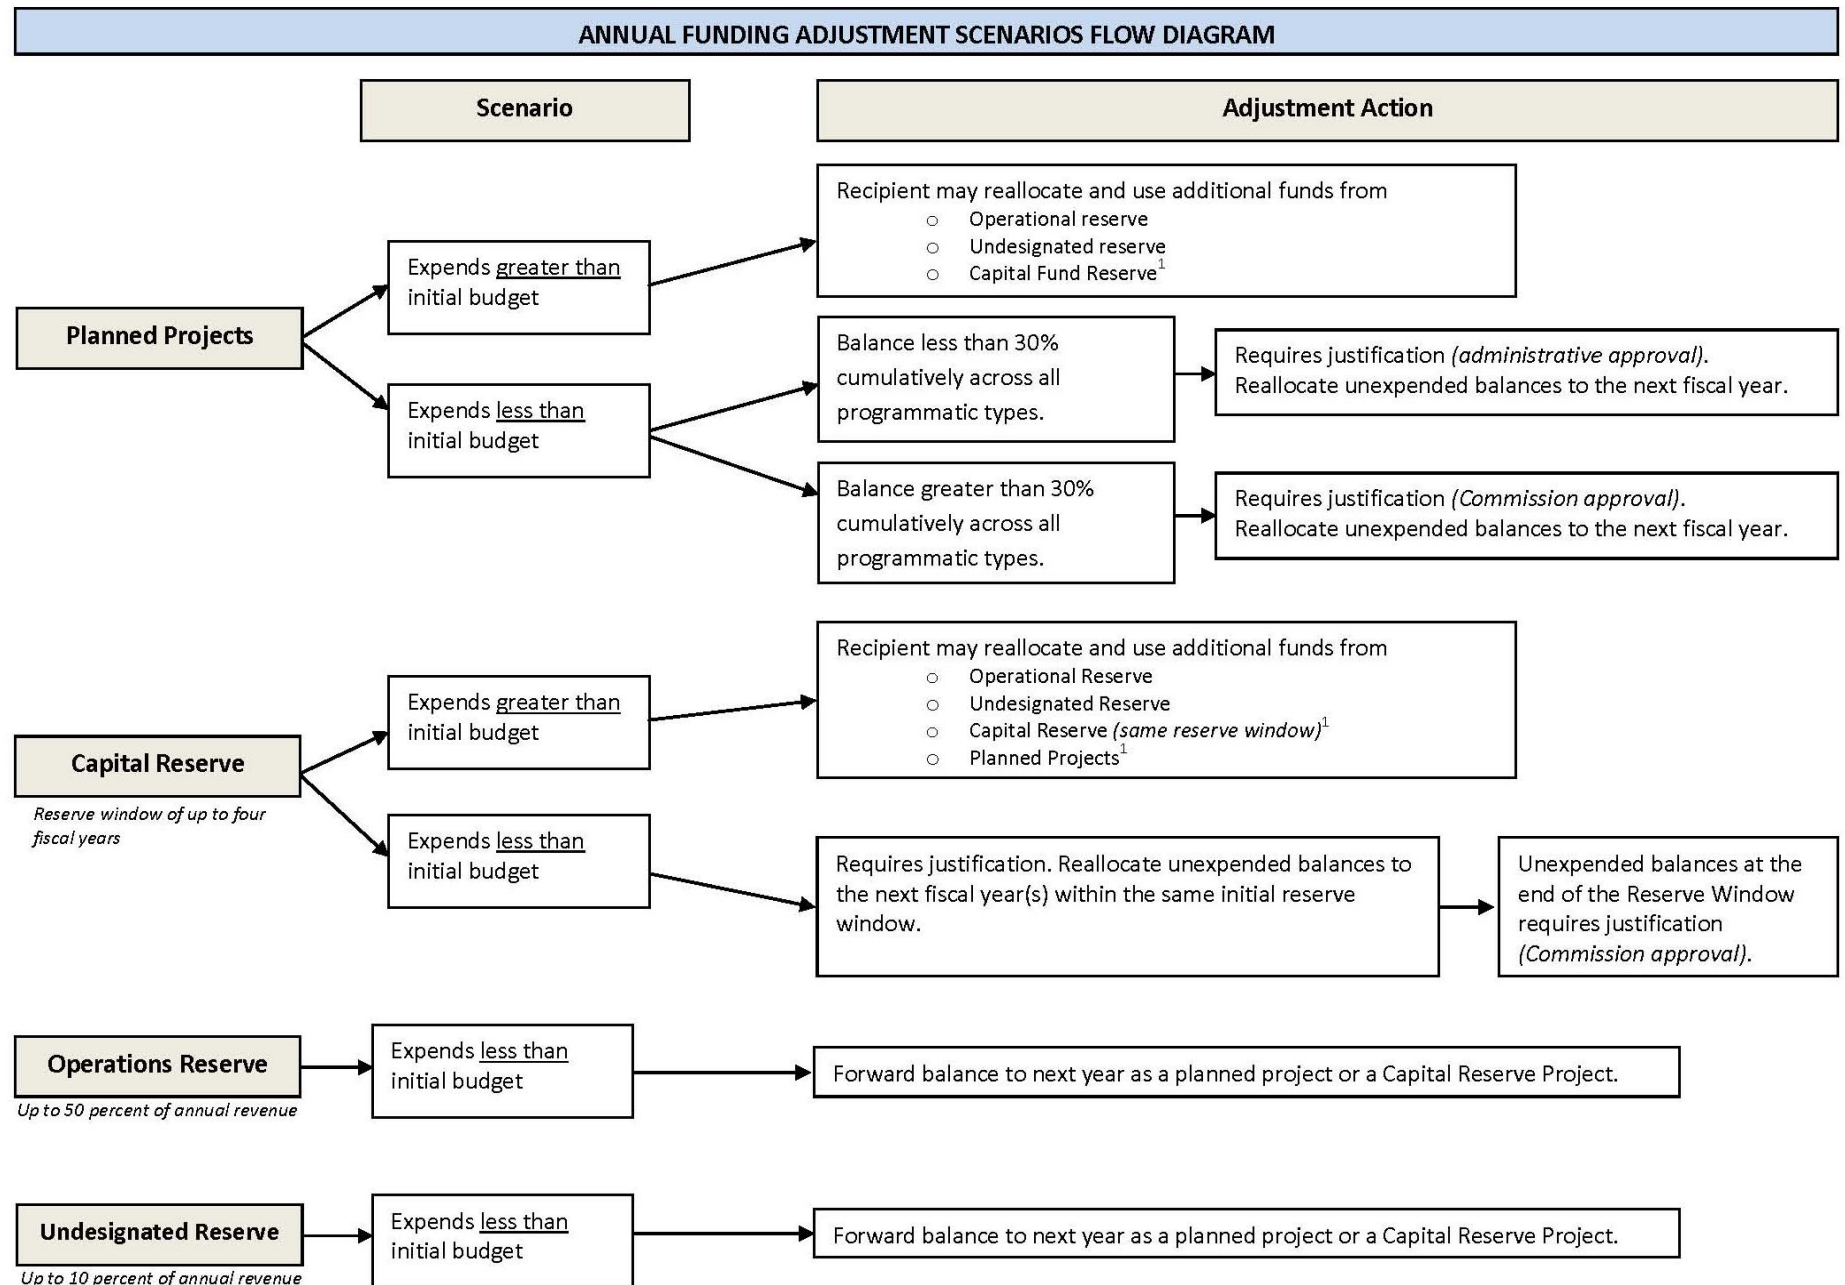 ANNUAL FUNDING ADJUSTMENT SCENARIOS FLOW DIAGRAM
Scenario
Adjustment Action
Planned Projects
Expends greater than
initial budget
Recipient may reallocate and use additional funds from
o Operational reserve
o Undesignated reserve
o Capital Fund Reserve1
Expends less than
initial budget
Balance less than 30%
cumulatively across all
programmatic types.
Requires justification (administrative approval).
Reallocate unexpended balances to the next fiscal year.
Balance greater than 30%
cumulatively across all
programmatic types.
Requires justification (Commission approval).
Reallocate unexpended balances to the next fiscal year.
Capital Reserve
Reserve window of up to four
fiscal years
Expends greater than
initial budget
Recipient may reallocate and use additional funds from
o Operational Reserve
o Undesignated Reserve
o Capital Reserve (same reserve window)1
o Planned Projects1
Expends less than
initial budget
Requires justification. Reallocate unexpended balances to
the next fiscal year(s) within the same initial reserve
window.
Unexpended balances at the
end of the Reserve Window
requires justification
(Commission approval).
Operations Reserve
Up to 50 percent of annual revenue
Expends less than
initial budget
Forward balance to next year as a planned project or a Capital Reserve Project.
Undesignated Reserve
Up to 10 percent of annual revenue
Expends less than
initial budget
Forward balance to next year as a planned project or a Capital Reserve Project.